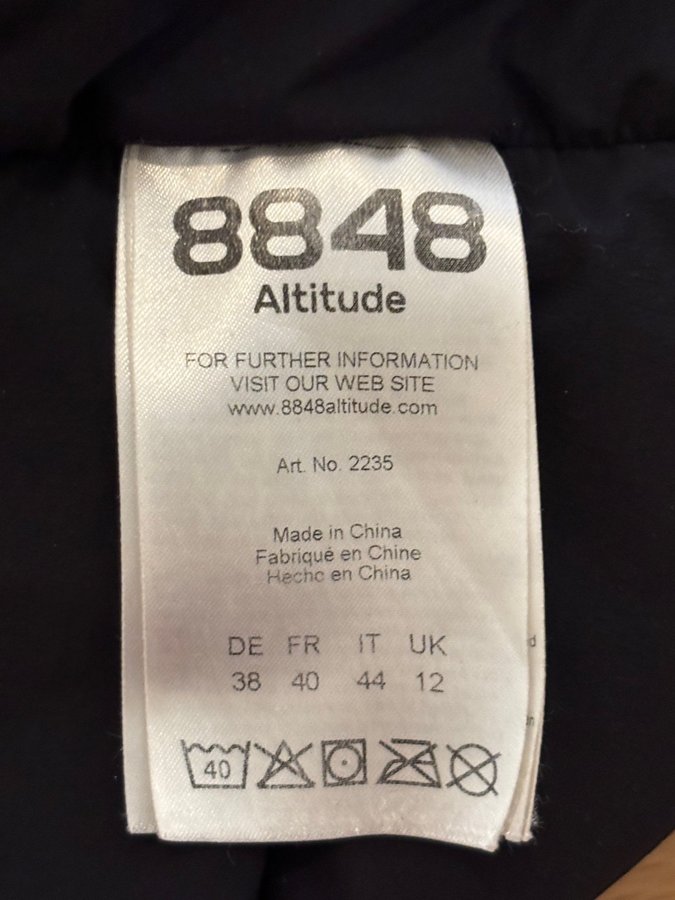 8848
Altitude
FOR FURTHER INFORMATION
VISIT OUR WEB SITE
www.8848altitude.com
Art. No. 2235
Made in China
Fabriqué en Chine
Hecho en China
DE FR IT UK
38 40 44 12
40